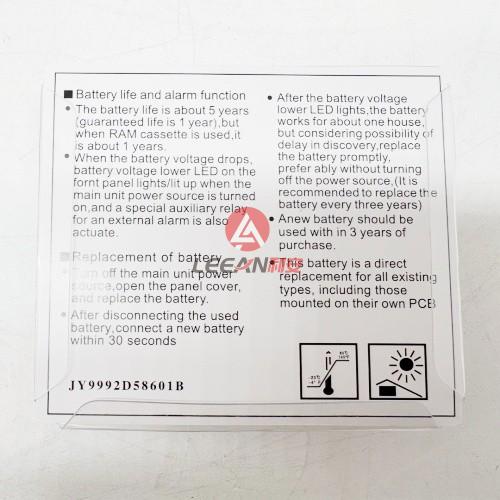 ■ Battery life and alarm function
• The battery life is about 5 years
(guaranteed life is 1 year),but
when RAM cassette is used,it
is about 1 years.
• When the battery voltage drops,
battery voltage lower LED on the
fornt panel lights/lit up when the
main unit power source is turned
on,and a special auxiliary relay
for an external alarm is also
actuate.
■ Replacement of battery
• Turn off the main unit power
source,open the panel cover,
and replace the battery.
• After disconnecting the used
battery,connect a new battery
within 30 seconds
JY9992D58601B
• After the battery voltage
lower LED lights,the battery
works for about one house,
but considering possibility of
delay in discovery,replace
the battery promptly,
prefer ably without turning
off the power source,(It is
recommended to replace the
battery every three years)
• Anew battery should be
used with in 3 years of
purchase.
• This battery is a direct
replacement for all existing
types, including those
mounted on their own PCB
LEEAN